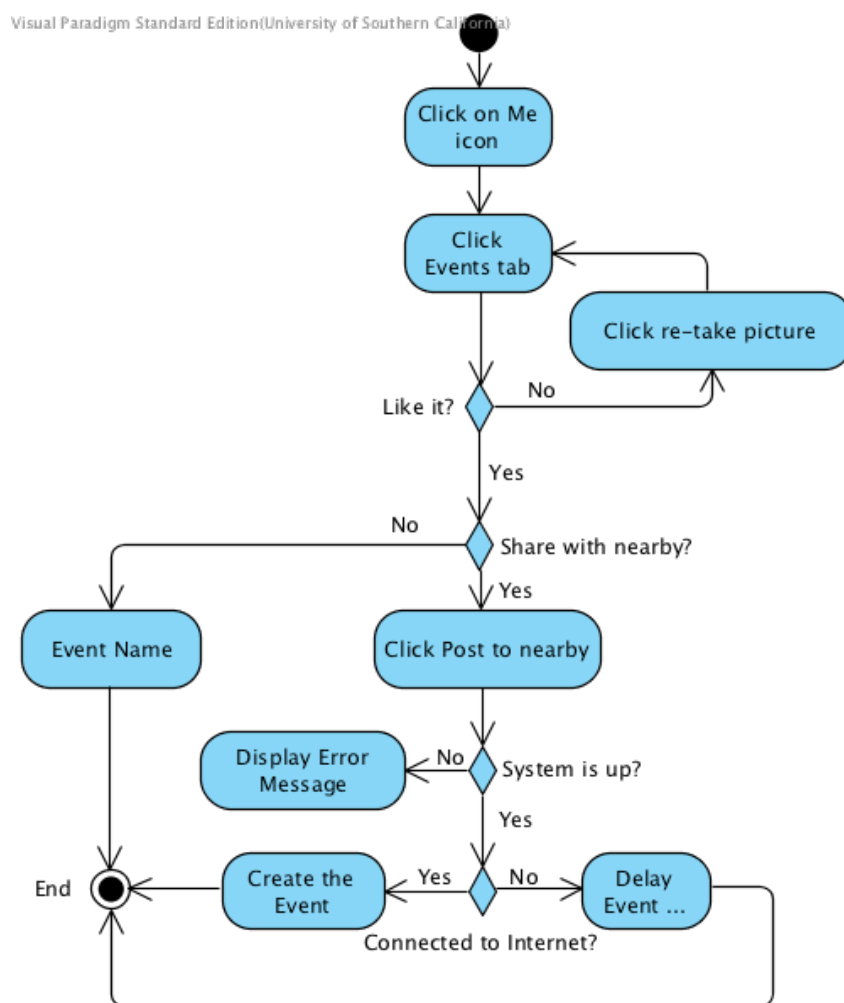 Visual Paradigm Standard Edition(University of Southern California)
Click on Me
icon
Click
Events tab
Click re-take picture
Like it?
No
Yes
No
Share with nearby?
Yes
Event Name
Click Post to nearby
Display Error
Message
No
System is up?
Yes
End
Create the
Event
Yes
No
Delay
Event ...
Connected to Internet?